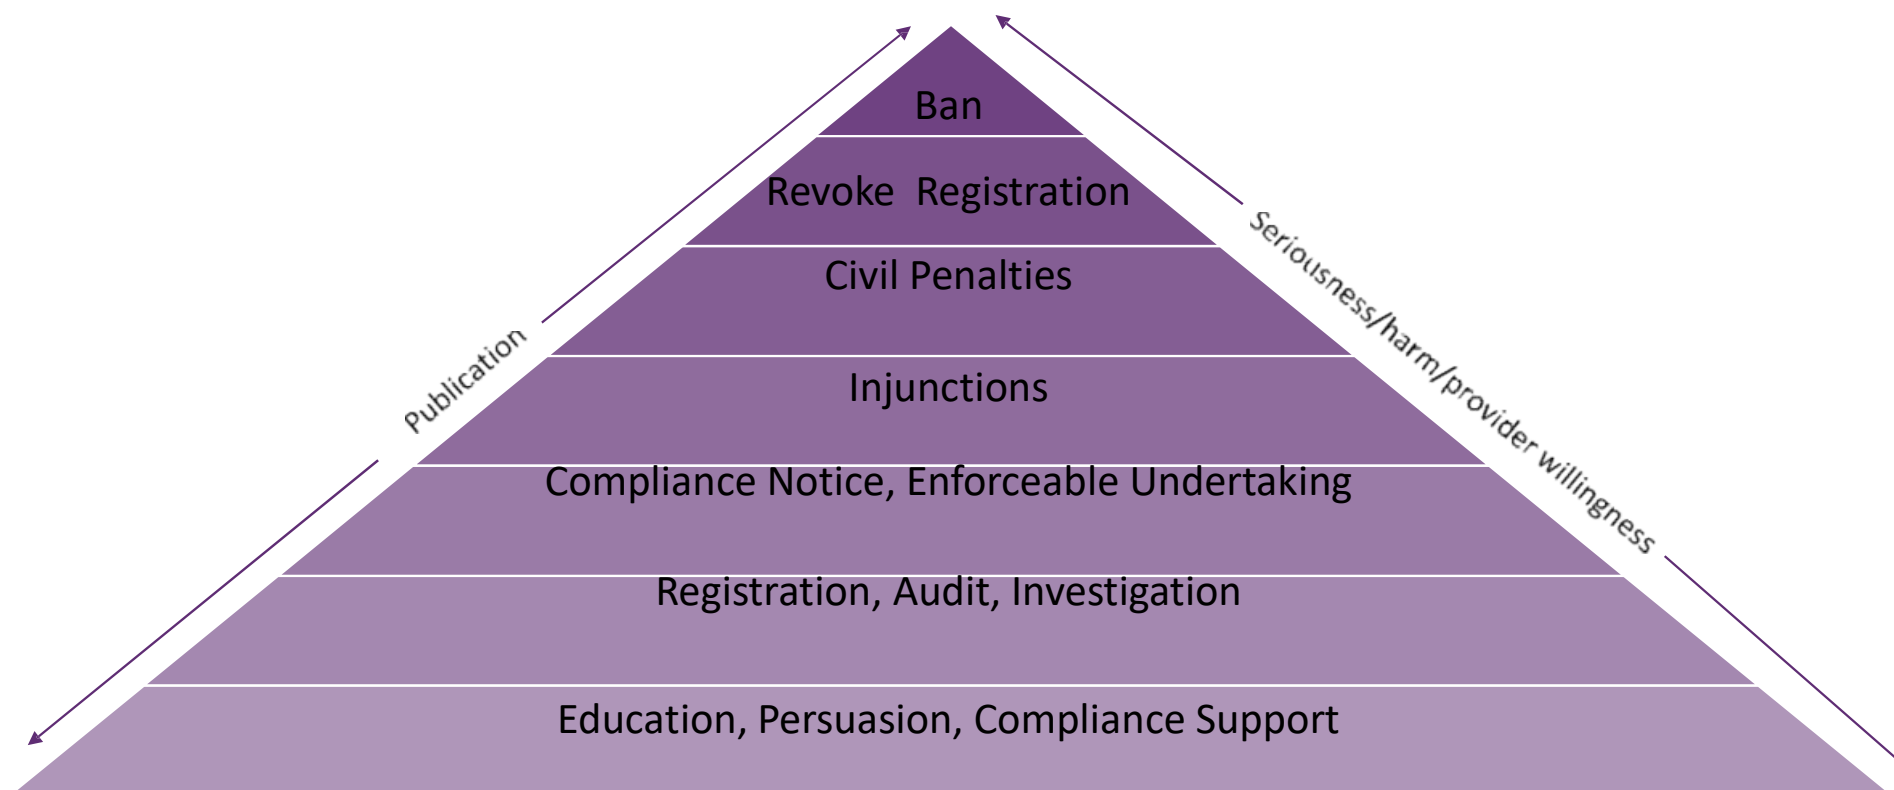 Ban
Revoke  Registration
Civil Penalties
Injunctions
Compliance Notice, Enforceable Undertaking
Registration, Audit, Investigation
Education, Persuasion, Compliance Support
Publication
Seriousness/harm/provider willingness